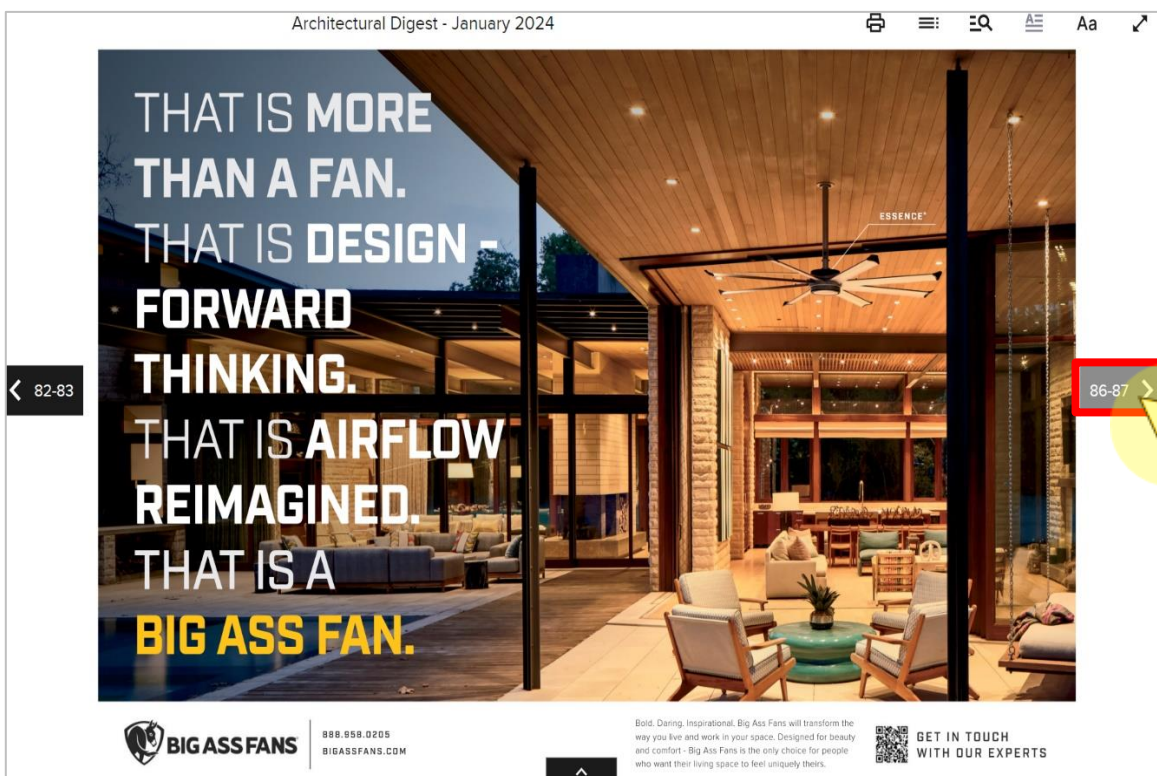 Architectural Digest - January 2024
Aa
THAT IS MORE
THAN A FAN.
THAT IS DESIGN -
FORWARD
THINKING.
THAT IS AIRFLOW
REIMAGINED.
THAT IS A
BIG ASS FAN.
ESSENCE®
82-83
86-87
BIG ASS FANS
888.958.0205
BIGASSFANS.COM
Bold. Daring. Inspirational. Big Ass Fans will transform the
way you live and work in your space. Designed for beauty
and comfort - Big Ass Fans is the only choice for people
who want their living space to feel uniquely theirs.
GET IN TOUCH
WITH OUR EXPERTS